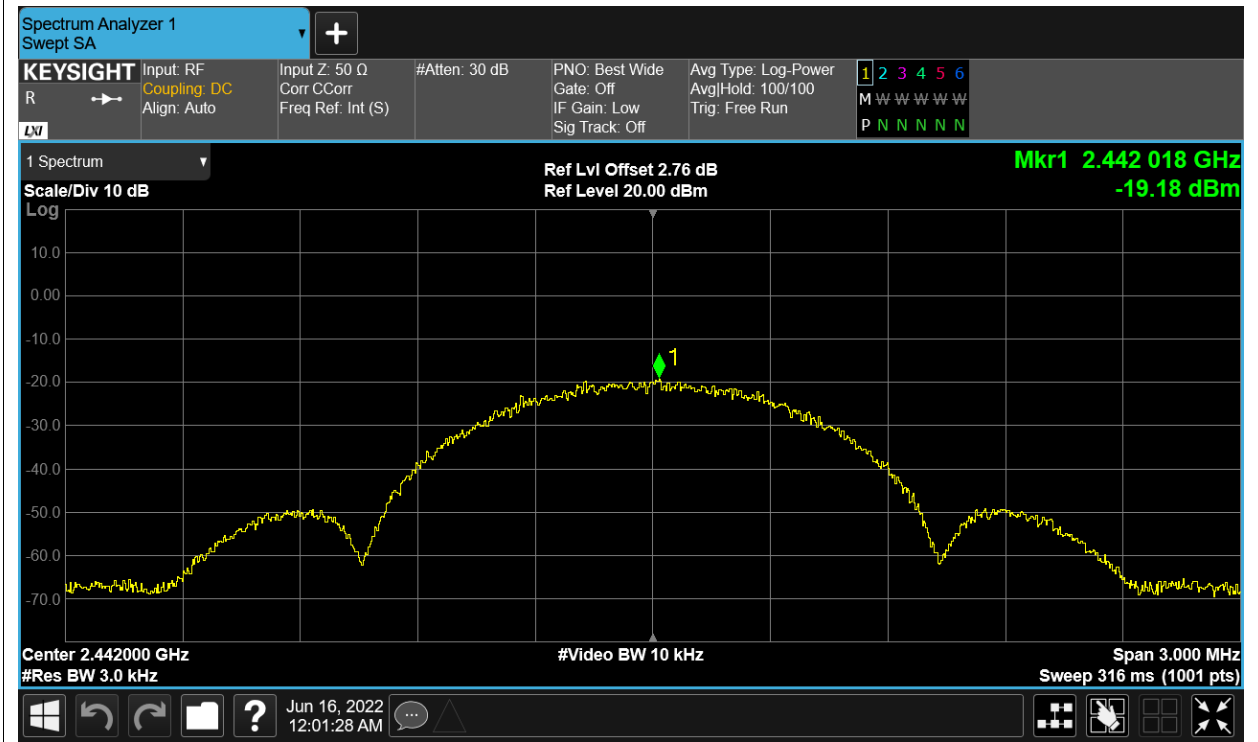 Spectrum Analyzer 1
Swept SA
KEYSIGHT
R
LXI
Input: RF
Coupling: DC
Align: Auto
Input Z: 50 Ω
Corr CCorr
Freq Ref: Int (S)
#Atten: 30 dB
PNO: Best Wide
Gate: Off
IF Gain: Low
Sig Track: Off
Avg Type: Log-Power
Avg|Hold: 100/100
Trig: Free Run
1 2 3 4 5 6
M W W W W W
P N N N N N
1 Spectrum
Scale/Div 10 dB
Log
Ref Lvl Offset 2.76 dB
Ref Level 20.00 dBm
Mkr1 2.442 018 GHz
-19.18 dBm
10.0
0.00
-10.0
-20.0
-30.0
-40.0
-50.0
-60.0
-70.0
1
Center 2.442000 GHz
#Res BW 3.0 kHz
#Video BW 10 kHz
Span 3.000 MHz
Sweep 316 ms (1001 pts)
?
Jun 16, 2022
12:01:28 AM